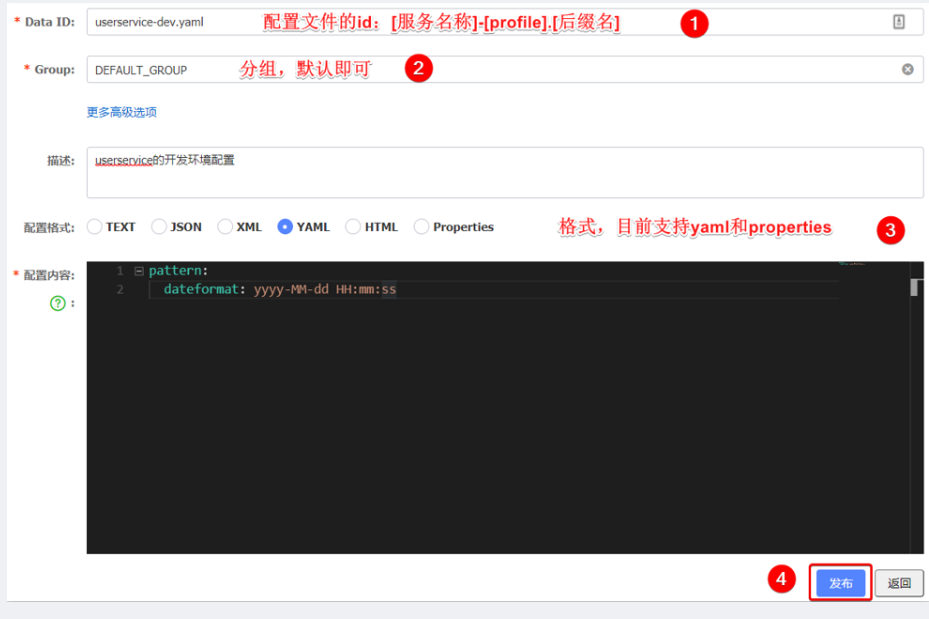 * Data ID: userservice-dev.yaml 配置文件的id：[服务名称]-[profile].[后缀名] 1
* Group: DEFAULT_GROUP 分组，默认即可 2
更多高级选项
描述: userservice的开发环境配置
配置格式: TEXT JSON XML YAML HTML Properties 格式，目前支持yaml和properties 3
* 配置内容:
? :
1 pattern:
2 dateformat: yyyy-MM-dd HH:mm:ss
4 发布 返回